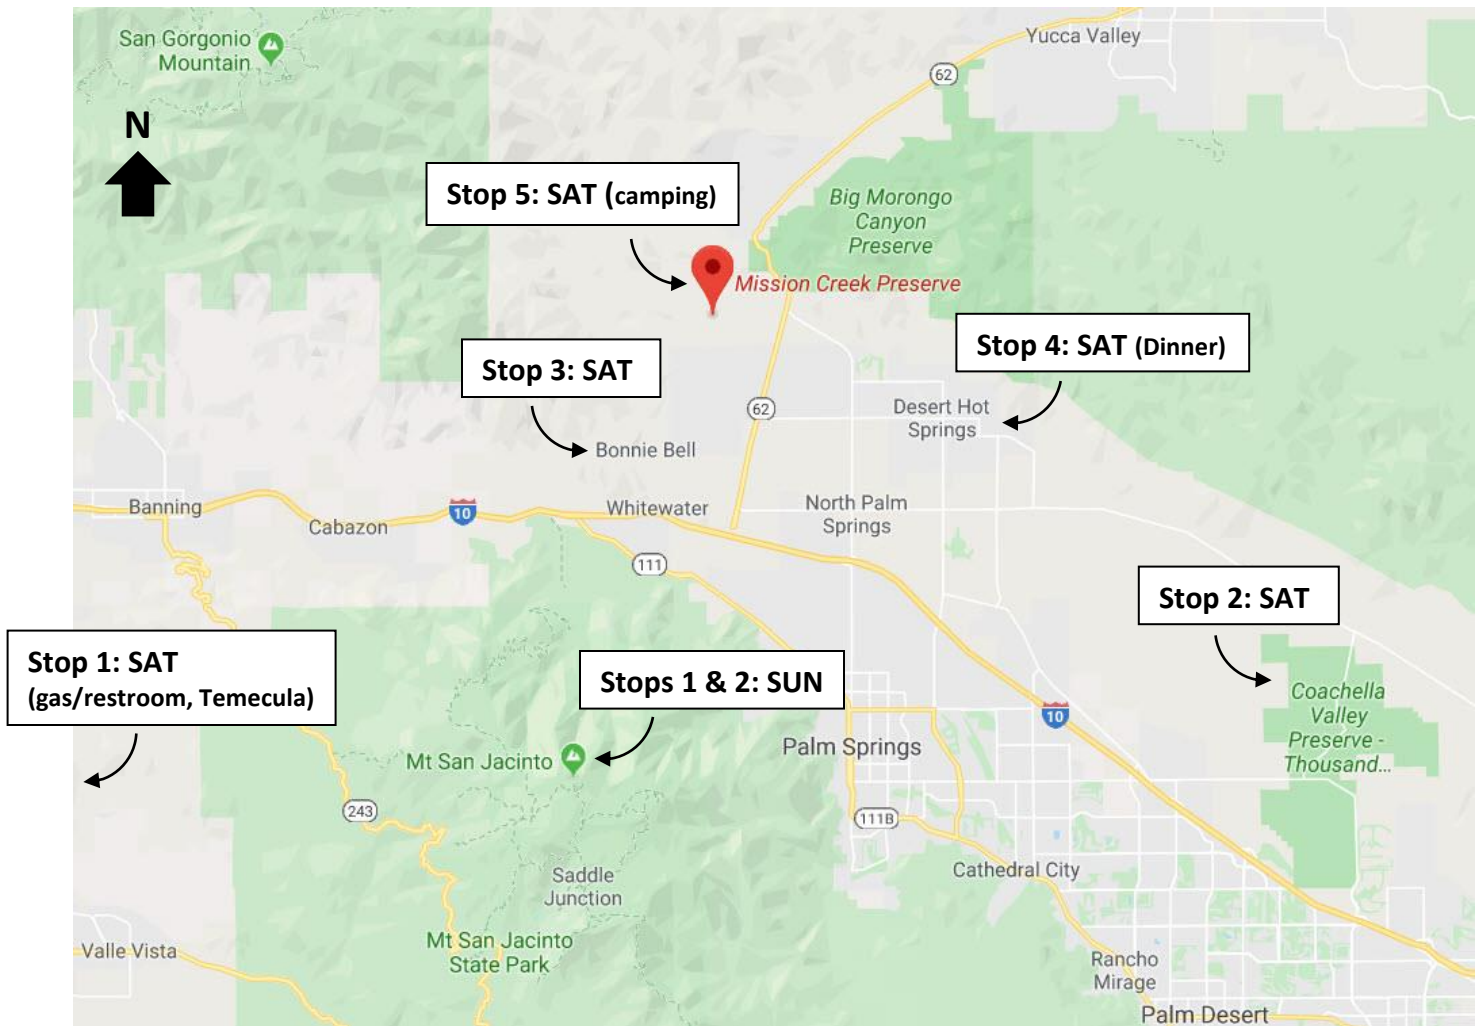 San Gorgonio
Mountain
Yucca Valley
62
N
Stop 5: SAT (camping)
Big Morongo
Canyon
Preserve
Mission Creek Preserve
Stop 4: SAT (Dinner)
Stop 3: SAT
62
Desert Hot
Springs
Bonnie Bell
Banning
Cabazon
10
Whitewater
North Palm
Springs
111
Stop 2: SAT
Stop 1: SAT
(gas/restroom, Temecula)
Stops 1 & 2: SUN
Coachella
Valley
Preserve -
Thousand...
10
Palm Springs
Mt San Jacinto
243
111B
Saddle
Junction
Cathedral City
Mt San Jacinto
State Park
Valle Vista
Rancho
Mirage
Palm Desert